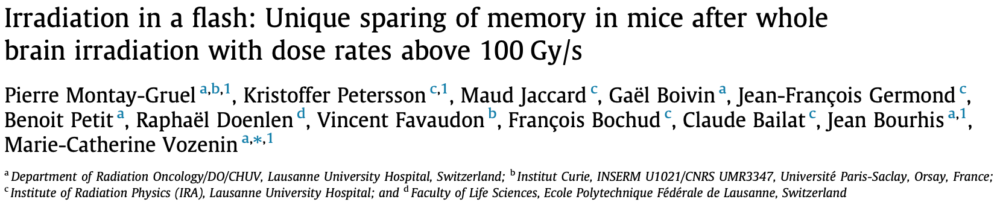 Irradiation in a flash: Unique sparing of memory in mice after whole
brain irradiation with dose rates above 100 Gy/s
Pierre Montay-Gruel a,b,1, Kristoffer Petersson c,1, Maud Jaccard c, Gaël Boivin a, Jean-François Germond c,
Benoit Petit a, Raphaël Doenlen d, Vincent Favaudon b, François Bochud c, Claude Bailat c, Jean Bourhis a,1,
Marie-Catherine Vozenin a,*,1
a Department of Radiation Oncology/DO/CHUV, Lausanne University Hospital, Switzerland; b Institut Curie, INSERM U1021/CNRS UMR3347, Université Paris-Saclay, Orsay, France;
c Institute of Radiation Physics (IRA), Lausanne University Hospital; and d Faculty of Life Sciences, Ecole Polytechnique Fédérale de Lausanne, Switzerland